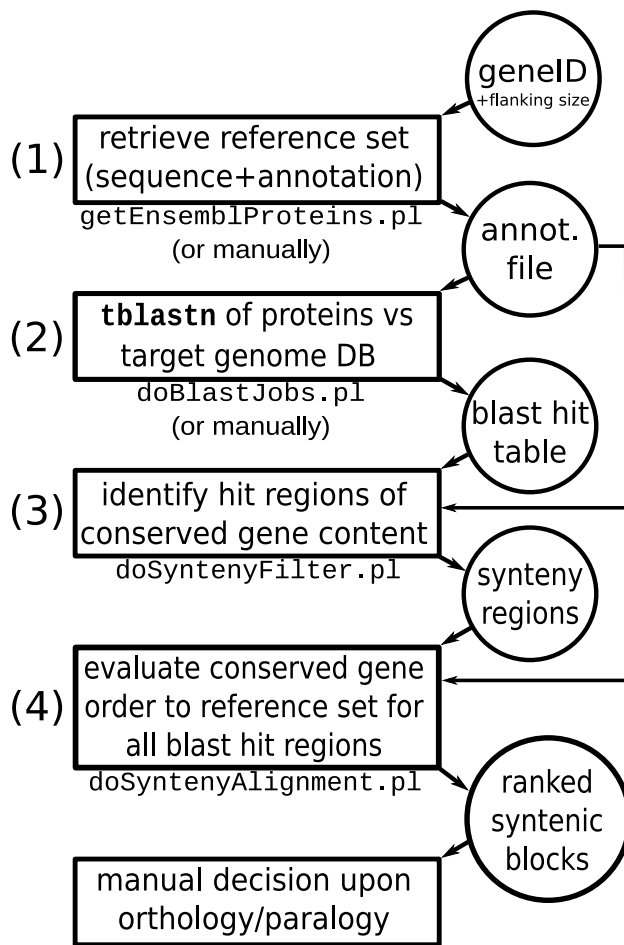 geneID
+flanking size
(1)
retrieve reference set
(sequence+annotation)
getEnsemblProteins.pl
(or manually)
annot.
file
(2)
tblastn of proteins vs
target genome DB
doBlastJobs.pl
(or manually)
blast hit
table
(3)
identify hit regions of
conserved gene content
doSyntenyFilter.pl
synteny
regions
(4)
evaluate conserved gene
order to reference set for
all blast hit regions
doSyntenyAlignment.pl
ranked
syntenic
blocks
manual decision upon
orthology/paralogy